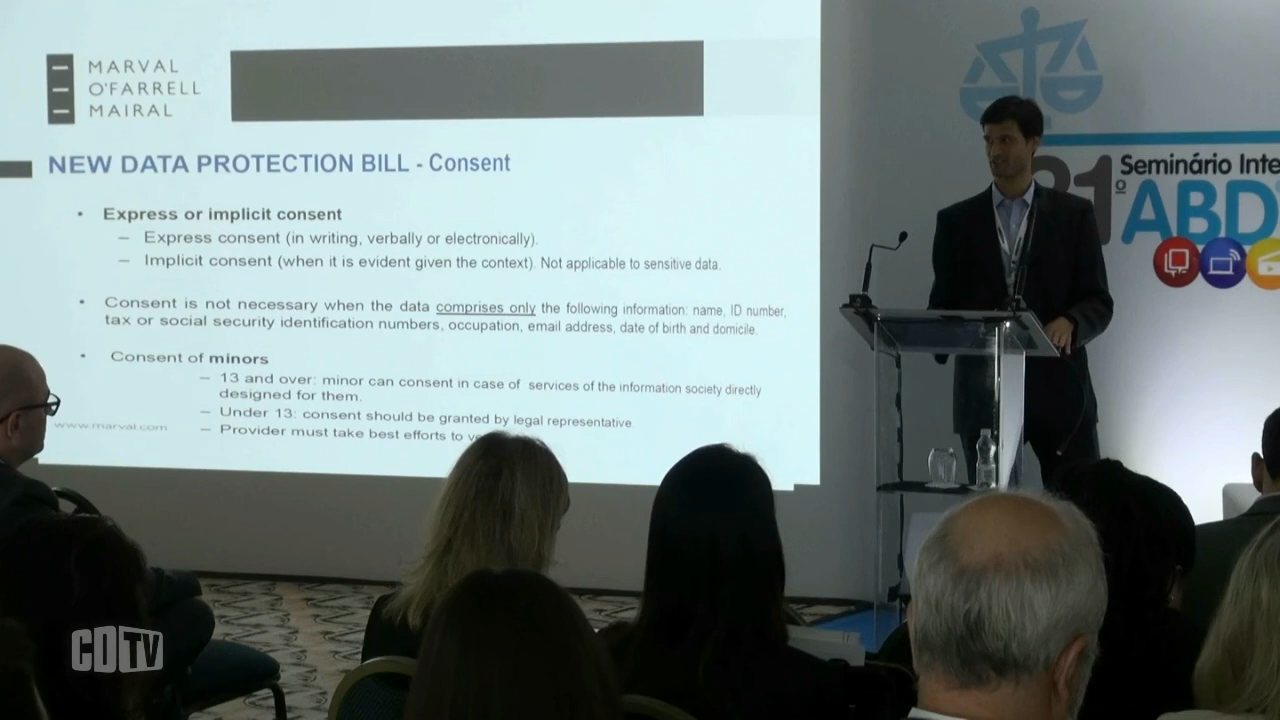 MARVAL
O'FARRELL
MAIRAL
NEW DATA PROTECTION BILL - Consent
• Express or implicit consent
– Express consent (in writing, verbally or electronically).
– Implicit consent (when it is evident given the context). Not applicable to sensitive data.
• Consent is not necessary when the data comprises only the following information: name, ID number,
tax or social security identification numbers, occupation, email address, date of birth and domicile.
• Consent of minors
– 13 and over: minor can consent in case of services of the information society directly
designed for them.
– Under 13: consent should be granted by legal representative.
– Provider must take best efforts to
www.marval.com
21º
Seminário Inte
ABD
CDTV